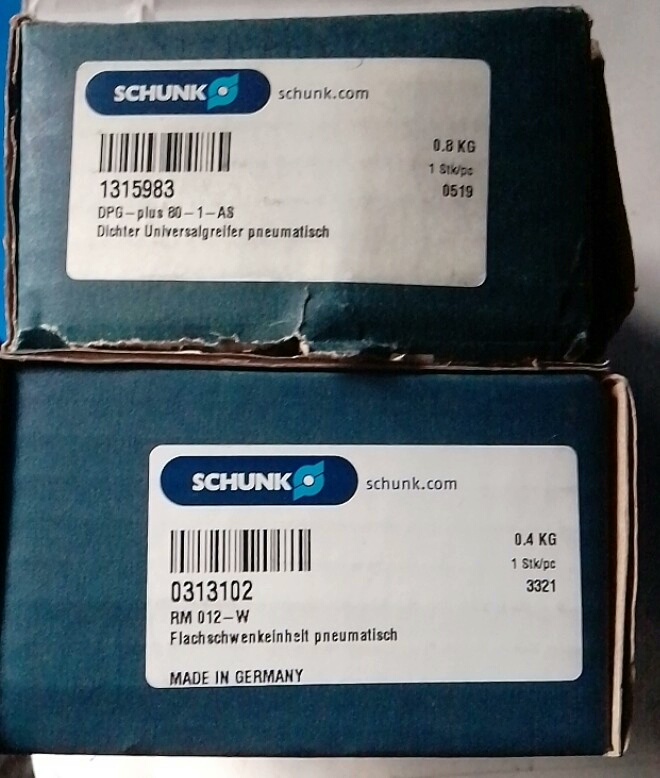 SCHUNK schunk.com
0.8 KG
1 Stk/pc
1315983 0519
DPG-plus 80-1-AS
Dichter Universalgreifer pneumatisch
SCHUNK schunk.com
0.4 KG
1 Stk/pc
0313102 3321
RM 012-W
Flachschwenkeinheit pneumatisch
MADE IN GERMANY